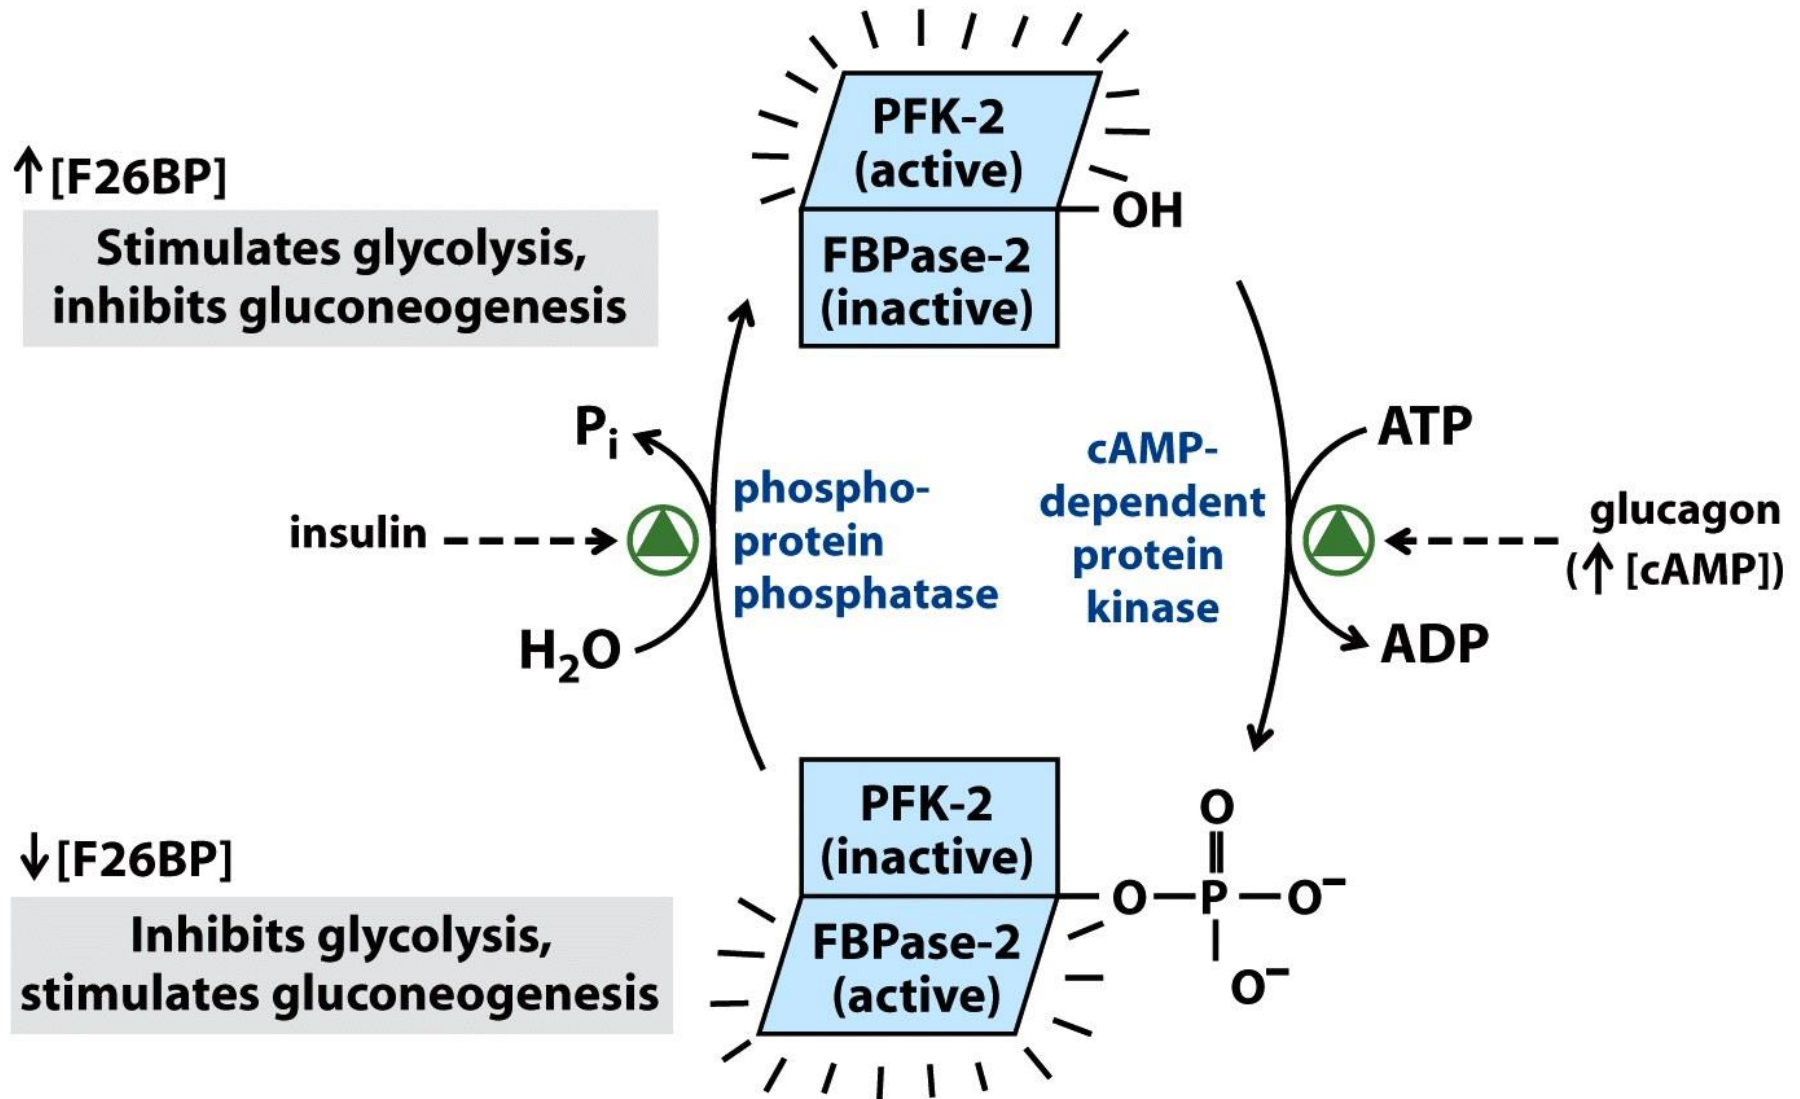 PFK-2
(active)
OH
FBPase-2
(inactive)
↑[F26BP]
Stimulates glycolysis,
inhibits gluconeogenesis
Pi
insulin
H2O
phospho-
protein
phosphatase
cAMP-
dependent
protein
kinase
ATP
glucagon
(↑ [cAMP])
ADP
↓[F26BP]
Inhibits glycolysis,
stimulates gluconeogenesis
PFK-2
(inactive)
FBPase-2
(active)
O
O P O−
O−